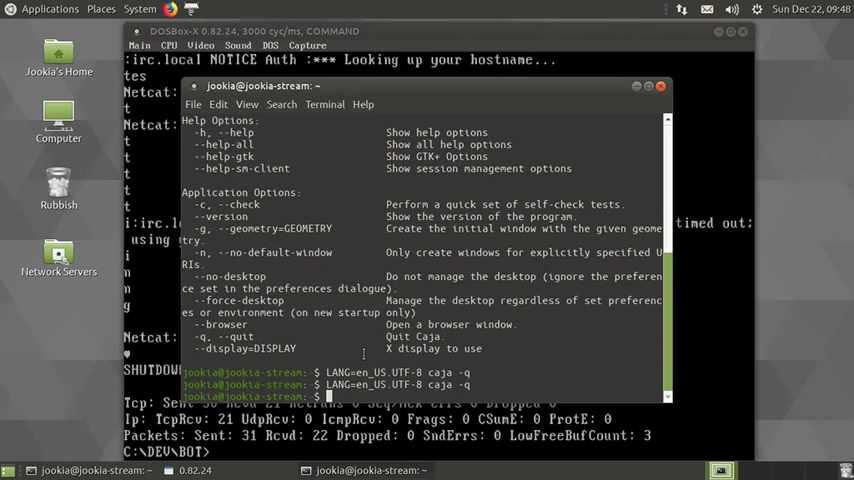 Applications Places System
Sun Dec 22, 09:48
DOSBox-X 0.82.24, 3000 cyc/ms, COMMAND
Main CPU Video Sound DOS Capture
:irc.local NOTICE Auth :*** Looking up your hostname...
tes
Netcat:
t
Netcat:
t
t
t
i:irc.loca
timed out;
using
i
m
m
g
Netcat:
♥
SHUTDOW
Tcp: Sent 30 Rcvd 21 Retrans 0 Seq/Ack errs 0 Dropped 0
Ip: TcpRcv: 21 UdpRcv: 0 IcmpRcv: 0 Frags: 0 CSumE: 0 ProtE: 0
Packets: Sent: 31 Rcvd: 22 Dropped: 0 SndErrs: 0 LowFreeBufCount: 3
C:\DEV\BOT>
Jookia's Home
Computer
Rubbish
Network Servers
jookia@jookia-stream: ~
File Edit View Search Terminal Help
Help Options:
-h, --help Show help options
--help-all Show all help options
--help-gtk Show GTK+ Options
--help-sm-client Show session management options
Application Options:
-c, --check Perform a quick set of self-check tests.
--version Show the version of the program.
-g, --geometry=GEOMETRY Create the initial window with the given geome
try.
-n, --no-default-window Only create windows for explicitly specified U
RIs.
--no-desktop Do not manage the desktop (ignore the preferen
ce set in the preferences dialogue).
--force-desktop Manage the desktop regardless of set preferenc
es or environment (on new startup only)
--browser Open a browser window.
-q, --quit Quit Caja.
--display=DISPLAY X display to use
jookia@jookia-stream:~$ LANG=en_US.UTF-8 caja -q
jookia@jookia-stream:~$ LANG=en_US.UTF-8 caja -q
jookia@jookia-stream:~$
jookia@jookia-stream: ~
0.82.24
jookia@jookia-stream: ~